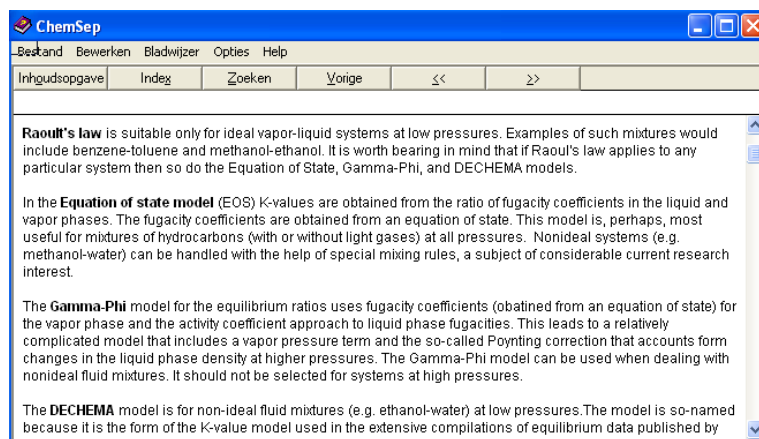 ChemSep
Bestand Bewerken Bladwijzer Opties Help
Inhoudsopgave Index Zoeken Vorige << >>
Raoult's law is suitable only for ideal vapor-liquid systems at low pressures. Examples of such mixtures would
include benzene-toluene and methanol-ethanol. It is worth bearing in mind that if Raoul's law applies to any
particular system then so do the Equation of State, Gamma-Phi, and DECHEMA models.
In the Equation of state model (EOS) K-values are obtained from the ratio of fugacity coefficients in the liquid and
vapor phases. The fugacity coefficients are obtained from an equation of state. This model is, perhaps, most
useful for mixtures of hydrocarbons (with or without light gases) at all pressures. Nonideal systems (e.g.
methanol-water) can be handled with the help of special mixing rules, a subject of considerable current research
interest.
The Gamma-Phi model for the equilibrium ratios uses fugacity coefficients (obatined from an equation of state) for
the vapor phase and the activity coefficient approach to liquid phase fugacities. This leads to a relatively
complicated model that includes a vapor pressure term and the so-called Poynting correction that accounts form
changes in the liquid phase density at higher pressures. The Gamma-Phi model can be used when dealing with
nonideal fluid mixtures. It should not be selected for systems at high pressures.
The DECHEMA model is for non-ideal fluid mixtures (e.g. ethanol-water) at low pressures.The model is so-named
because it is the form of the K-value model used in the extensive compilations of equilibrium data published by